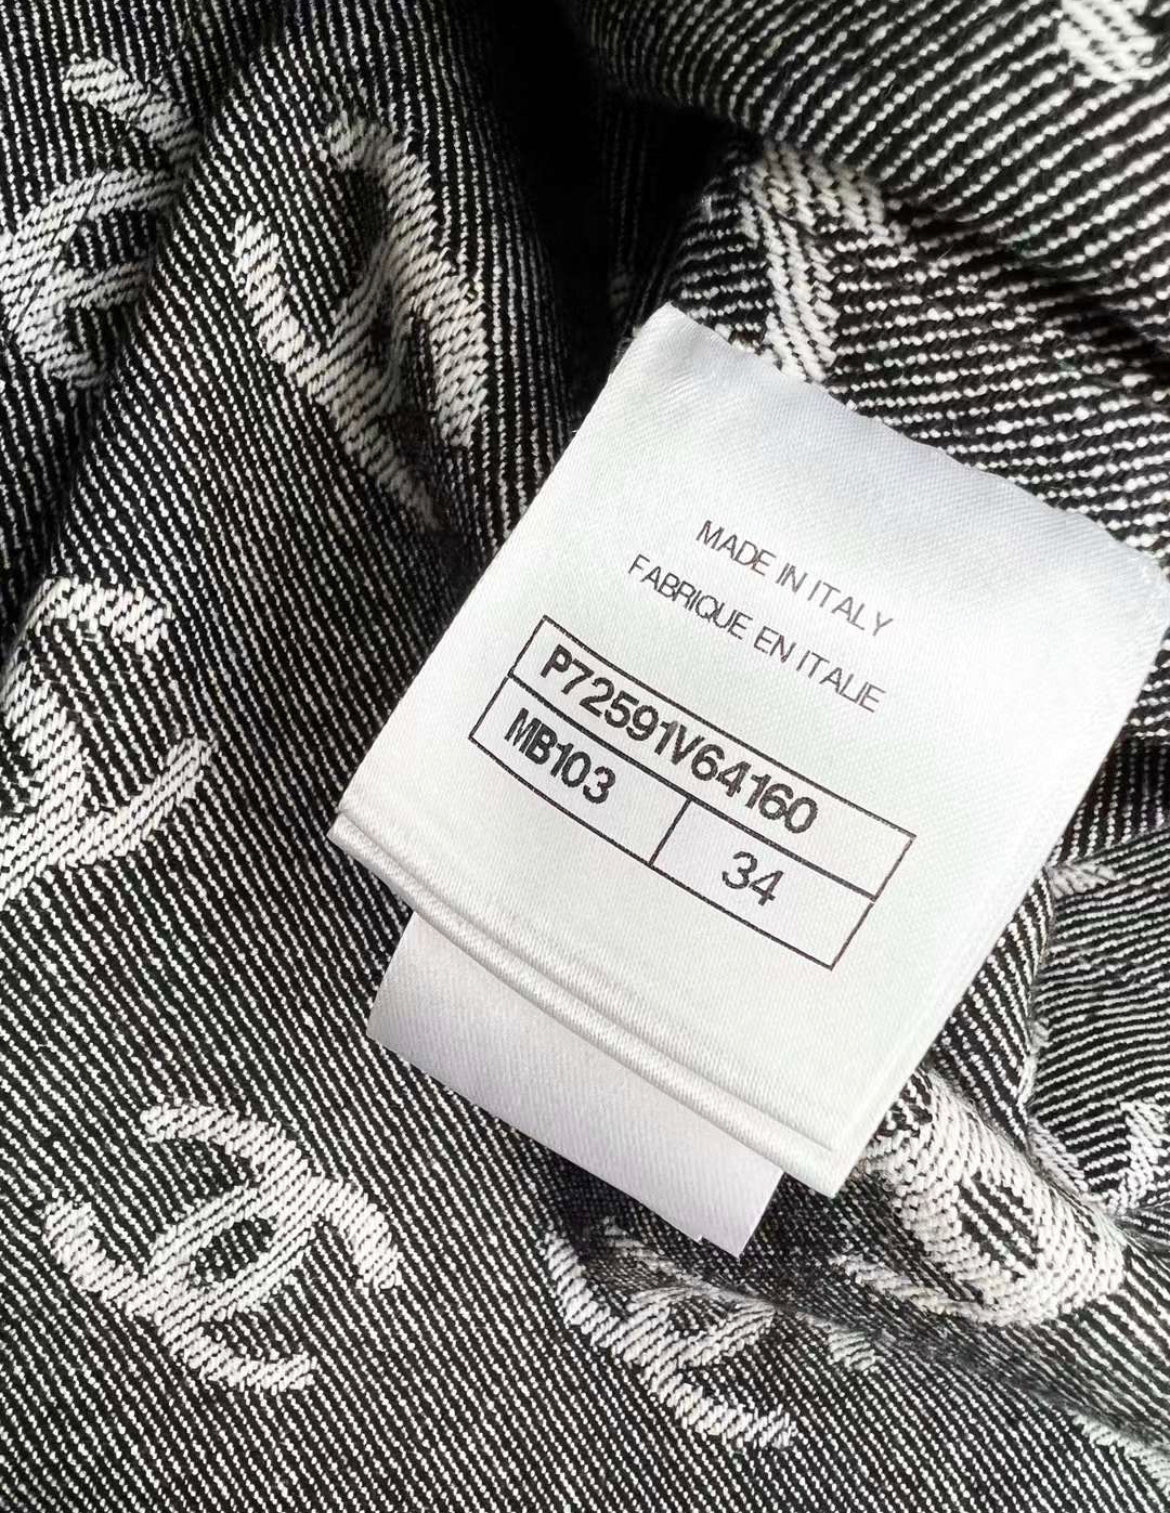 MADE IN ITALY
FABRIQUE EN ITALIE
P72591V64160
MB103 34